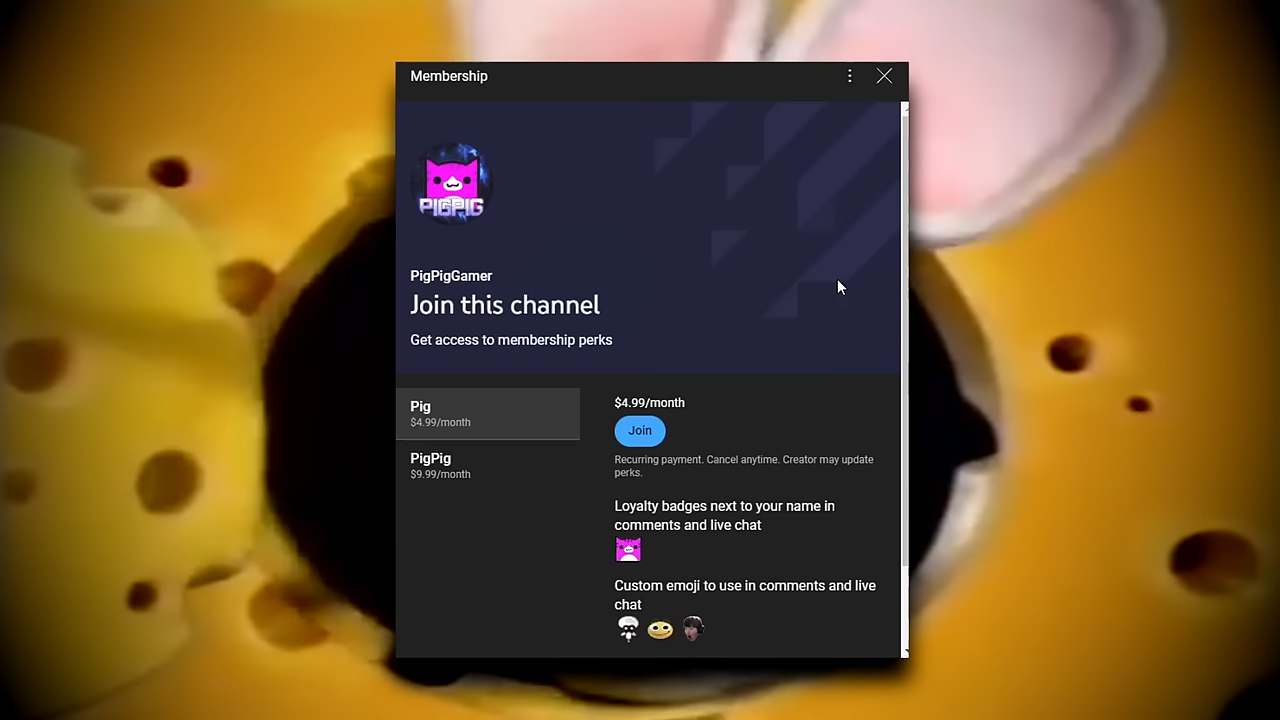 Membership
PIGPIG
PigPigGamer
Join this channel
Get access to membership perks
Pig
$4.99/month
PigPig
$9.99/month
$4.99/month
Join
Recurring payment. Cancel anytime. Creator may update
perks.
Loyalty badges next to your name in
comments and live chat
Custom emoji to use in comments and live
chat